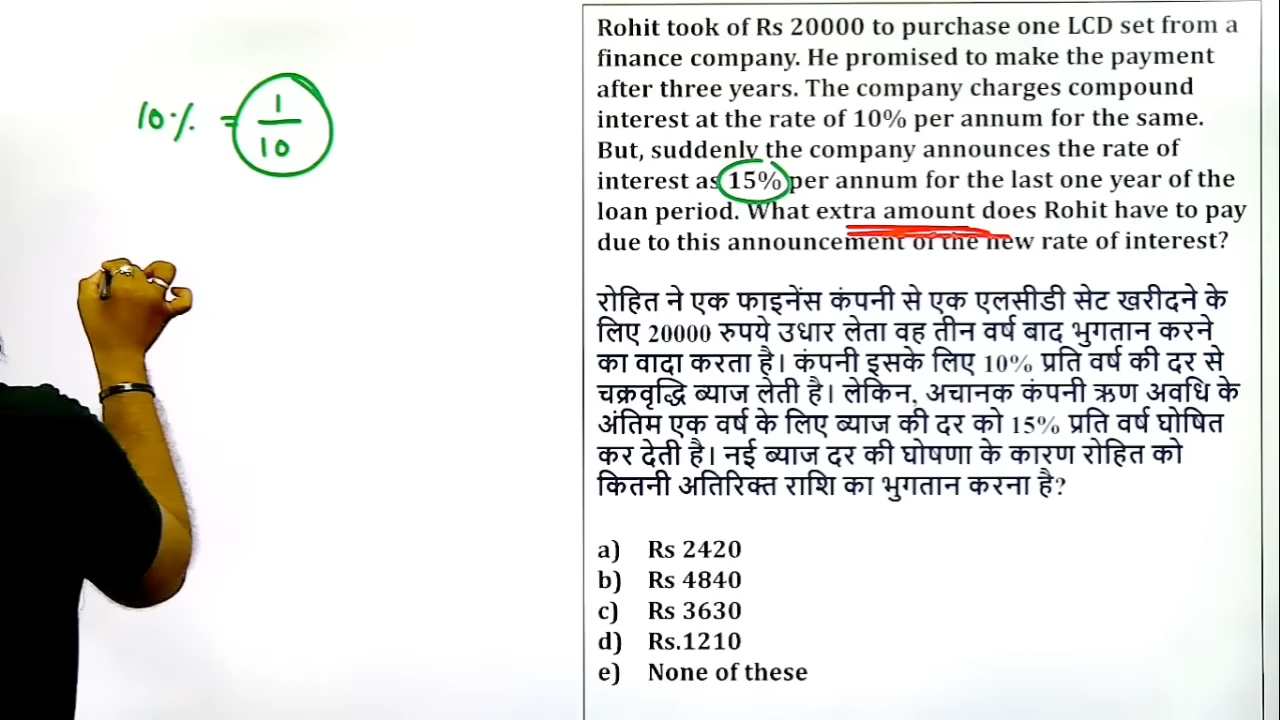 10% = 1/10
Rohit took of Rs 20000 to purchase one LCD set from a
finance company. He promised to make the payment
after three years. The company charges compound
interest at the rate of 10% per annum for the same.
But, suddenly the company announces the rate of
interest as 15% per annum for the last one year of the
loan period. What extra amount does Rohit have to pay
due to this announcement of the new rate of interest?
रोहित ने एक फाइनेंस कंपनी से एक एलसीडी सेट खरीदने के
लिए 20000 रुपये उधार लेता वह तीन वर्ष बाद भुगतान करने
का वादा करता है। कंपनी इसके लिए 10% प्रति वर्ष की दर से
चक्रवृद्धि ब्याज लेती है। लेकिन, अचानक कंपनी ऋण अवधि के
अंतिम एक वर्ष के लिए ब्याज की दर को 15% प्रति वर्ष घोषित
कर देती है। नई ब्याज दर की घोषणा के कारण रोहित को
कितनी अतिरिक्त राशि का भुगतान करना है?
a) Rs 2420
b) Rs 4840
c) Rs 3630
d) Rs.1210
e) None of these